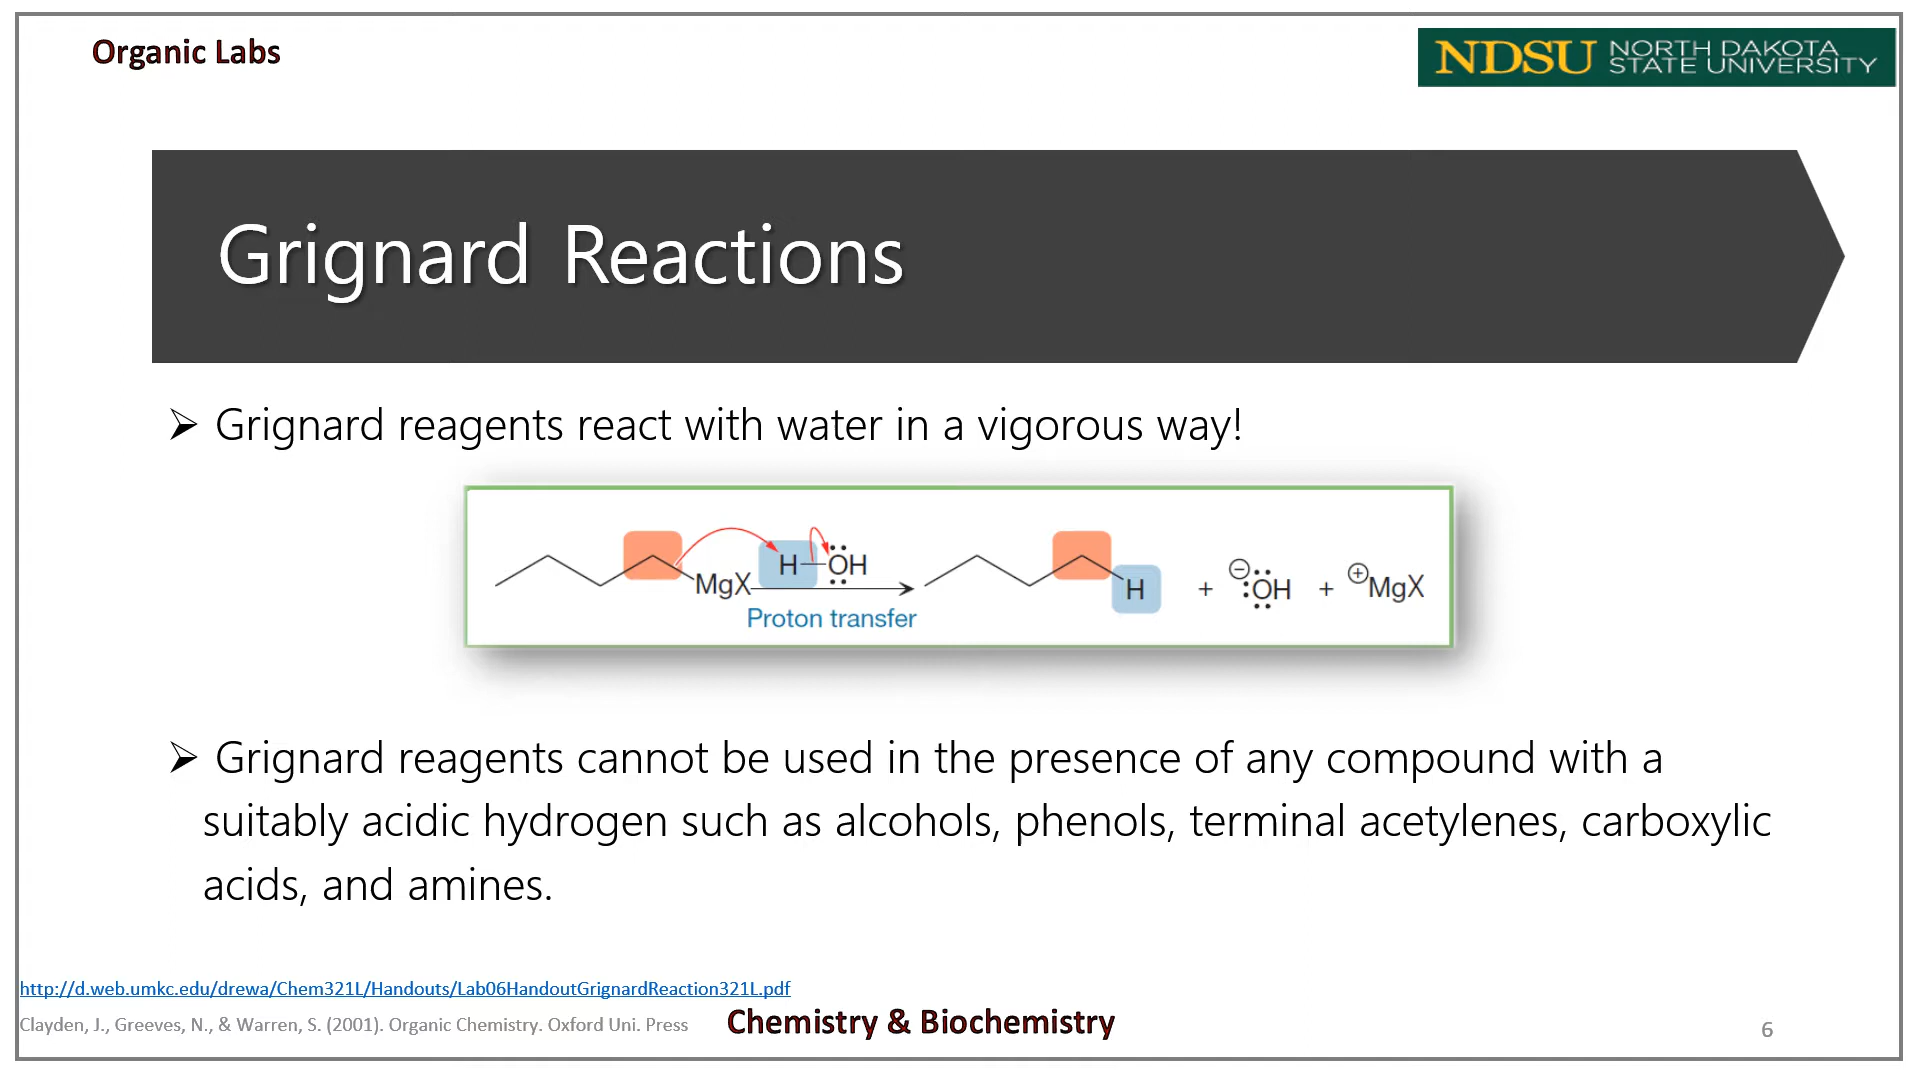 Organic Labs
NDSU NORTH DAKOTA
STATE UNIVERSITY
Grignard Reactions
➢ Grignard reagents react with water in a vigorous way!
MgX H–OH H + ⊖:OH + ⊕MgX
Proton transfer
➢ Grignard reagents cannot be used in the presence of any compound with a
suitably acidic hydrogen such as alcohols, phenols, terminal acetylenes, carboxylic
acids, and amines.
http://d.web.umkc.edu/drewa/Chem321L/Handouts/Lab06HandoutGrignardReaction321L.pdf
Clayden, J., Greeves, N., & Warren, S. (2001). Organic Chemistry. Oxford Uni. Press
Chemistry & Biochemistry
6